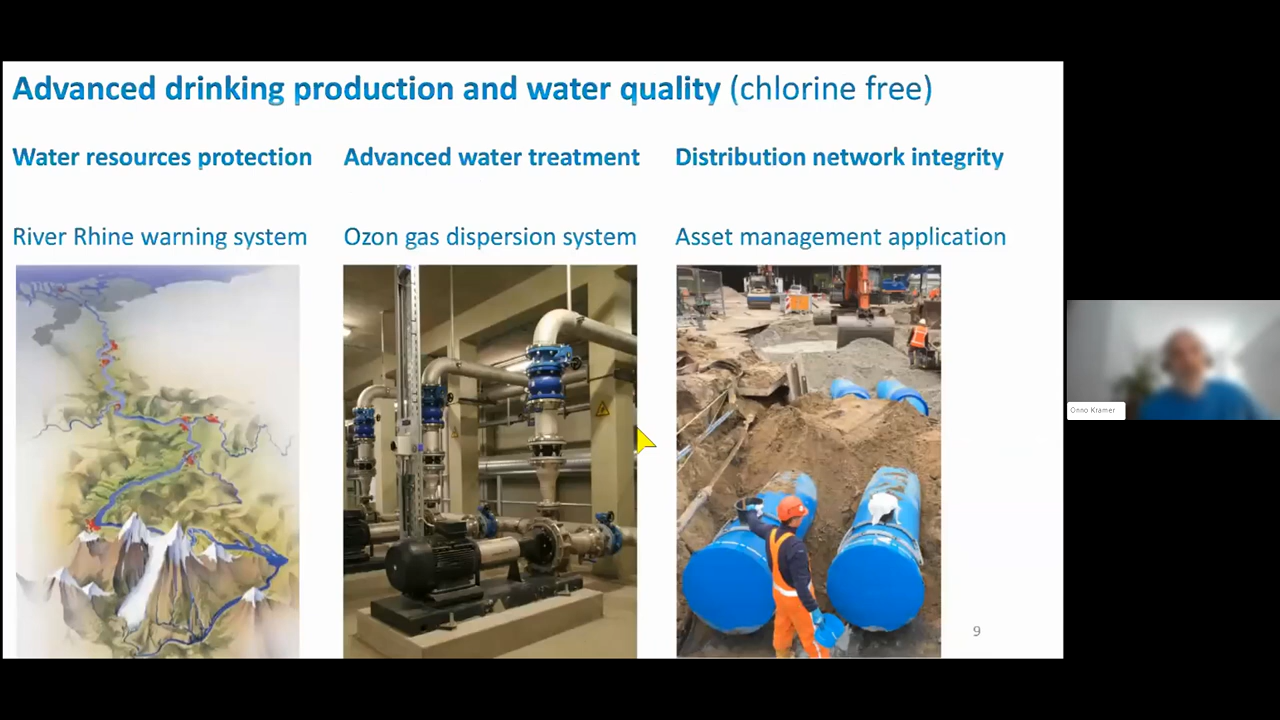 Advanced drinking production and water quality (chlorine free)
Water resources protection
Advanced water treatment
Distribution network integrity
River Rhine warning system
Ozon gas dispersion system
Asset management application
9
Onno Kramer